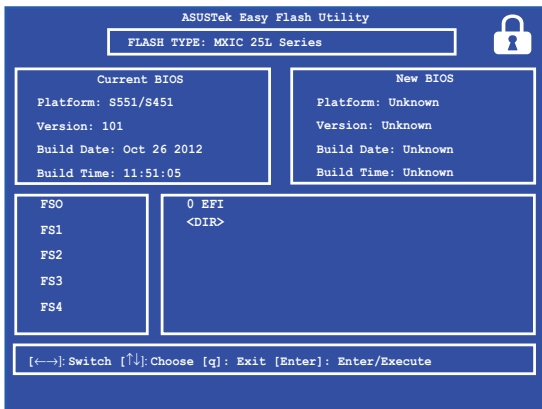 ASUSTek Easy Flash Utility
FLASH TYPE: MXIC 25L Series
Current BIOS
Platform: S551/S451
Version: 101
Build Date: Oct 26 2012
Build Time: 11:51:05
New BIOS
Platform: Unknown
Version: Unknown
Build Date: Unknown
Build Time: Unknown
FSO
FS1
FS2
FS3
FS4
0 EFI
<DIR>
[←→]: Switch [↑↓]: Choose [q]: Exit [Enter]: Enter/Execute